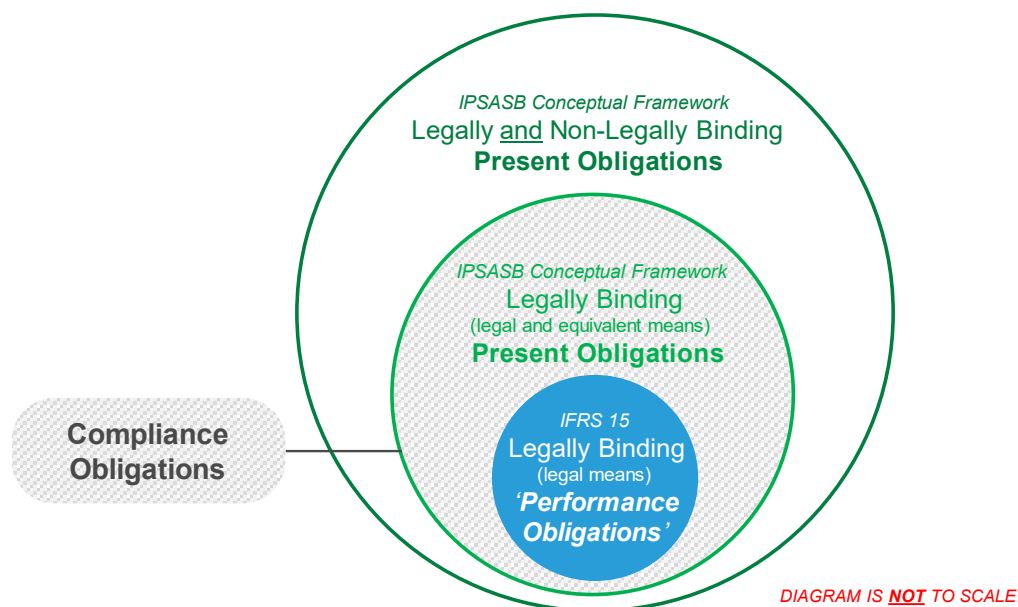 IPSASB Conceptual Framework
Legally and Non-Legally Binding
Present Obligations
IPSASB Conceptual Framework
Legally Binding
(legal and equivalent means)
Present Obligations
Compliance
Obligations
IFRS 15
Legally Binding
(legal means)
‘Performance
Obligations’
DIAGRAM IS NOT TO SCALE